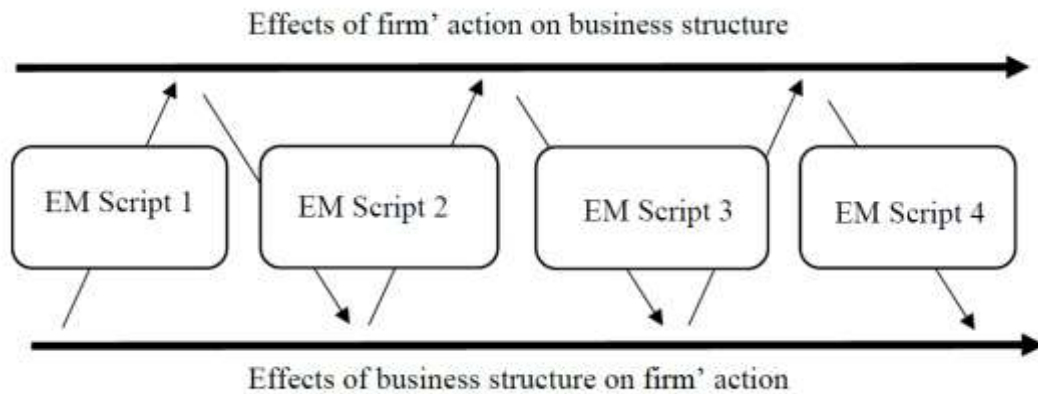 Effects of firm' action on business structure
EM Script 1
EM Script 2
EM Script 3
EM Script 4
Effects of business structure on firm' action